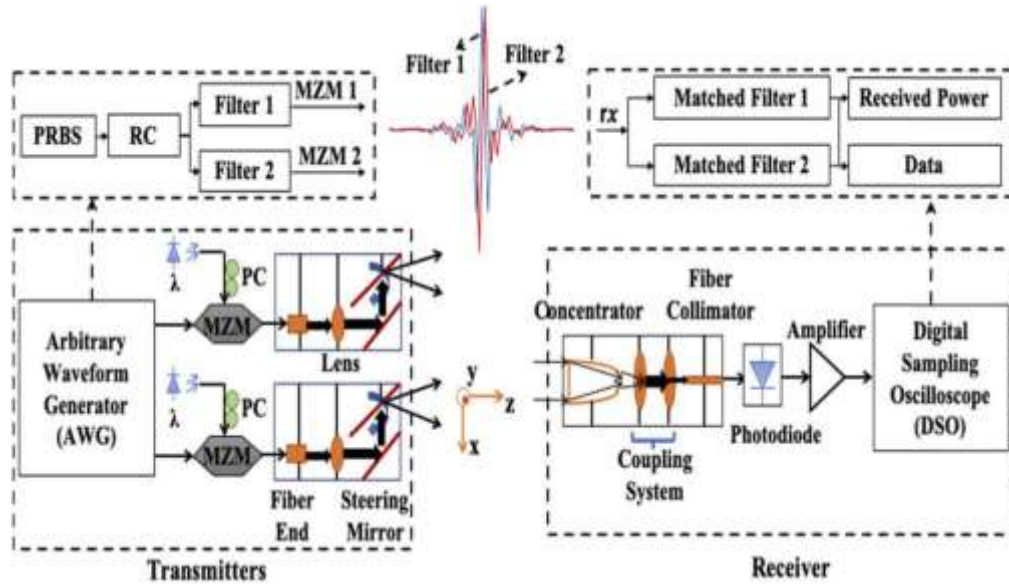 PRBS
RC
Filter 1
Filter 2
MZM 1
MZM 2
Filter 1
Filter 2
rx
Matched Filter 1
Matched Filter 2
Received Power
Data
Arbitrary
Waveform
Generator
(AWG)
λ
PC
MZM
Lens
λ
PC
MZM
Fiber
End
Steering
Mirror
Transmitters
y
z
x
Concentrator
Fiber
Collimator
Coupling
System
Photodiode
Amplifier
Digital
Sampling
Oscilloscope
(DSO)
Receiver